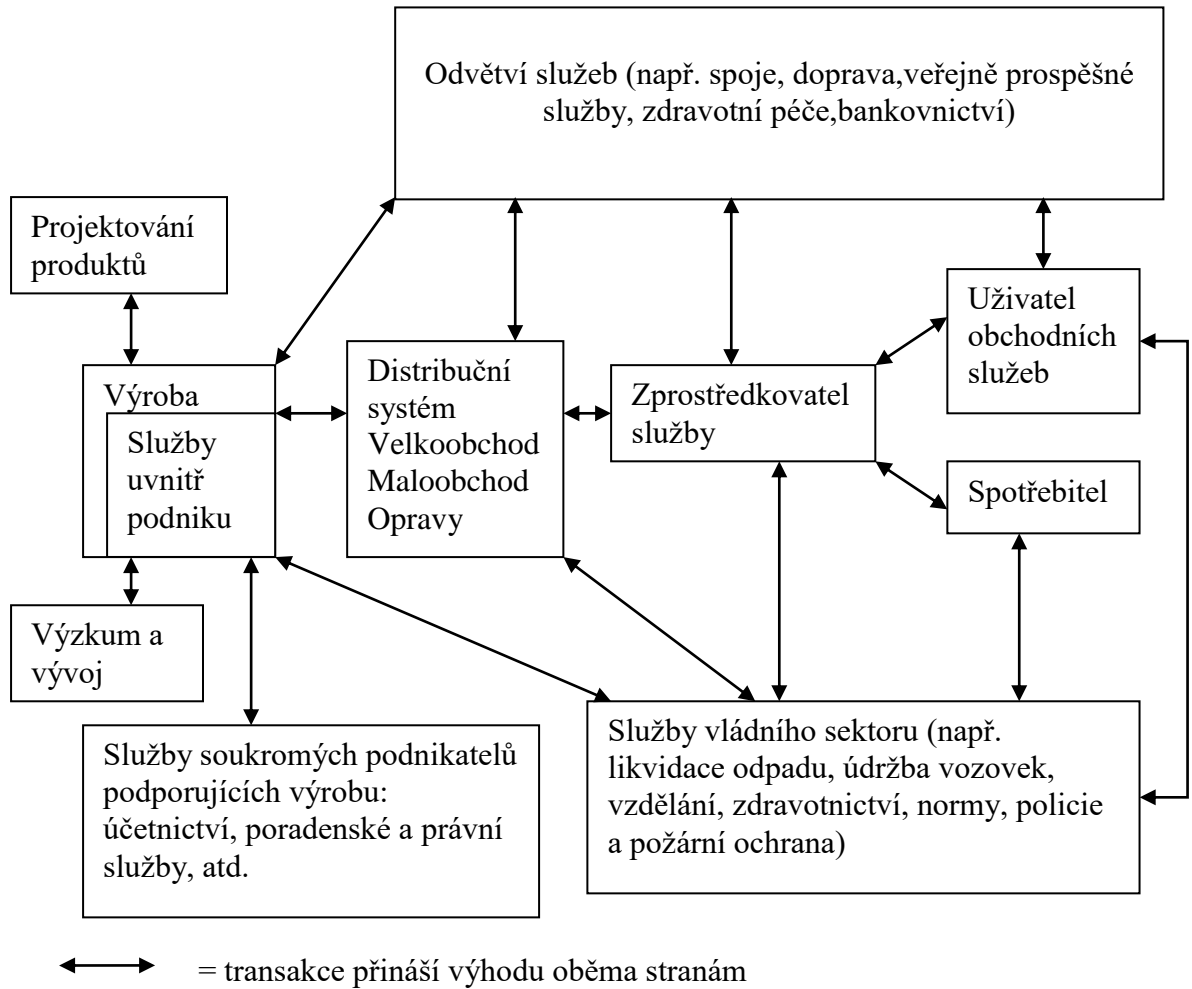 Odvětví služeb (např. spoje, doprava,veřejně prospěšné
služby, zdravotní péče,bankovnictví)
Projektování
produktů
Uživatel
obchodních
služeb
Výroba
Služby
uvnitř
podniku
Distribuční
systém
Velkoobchod
Maloobchod
Opravy
Zprostředkovatel
služby
Spotřebitel
Výzkum a
vývoj
Služby soukromých podnikatelů
podporujících výrobu:
účetnictví, poradenské a právní
služby, atd.
Služby vládního sektoru (např.
likvidace odpadu, údržba vozovek,
vzdělání, zdravotnictví, normy, policie
a požární ochrana)
= transakce přináší výhodu oběma stranám